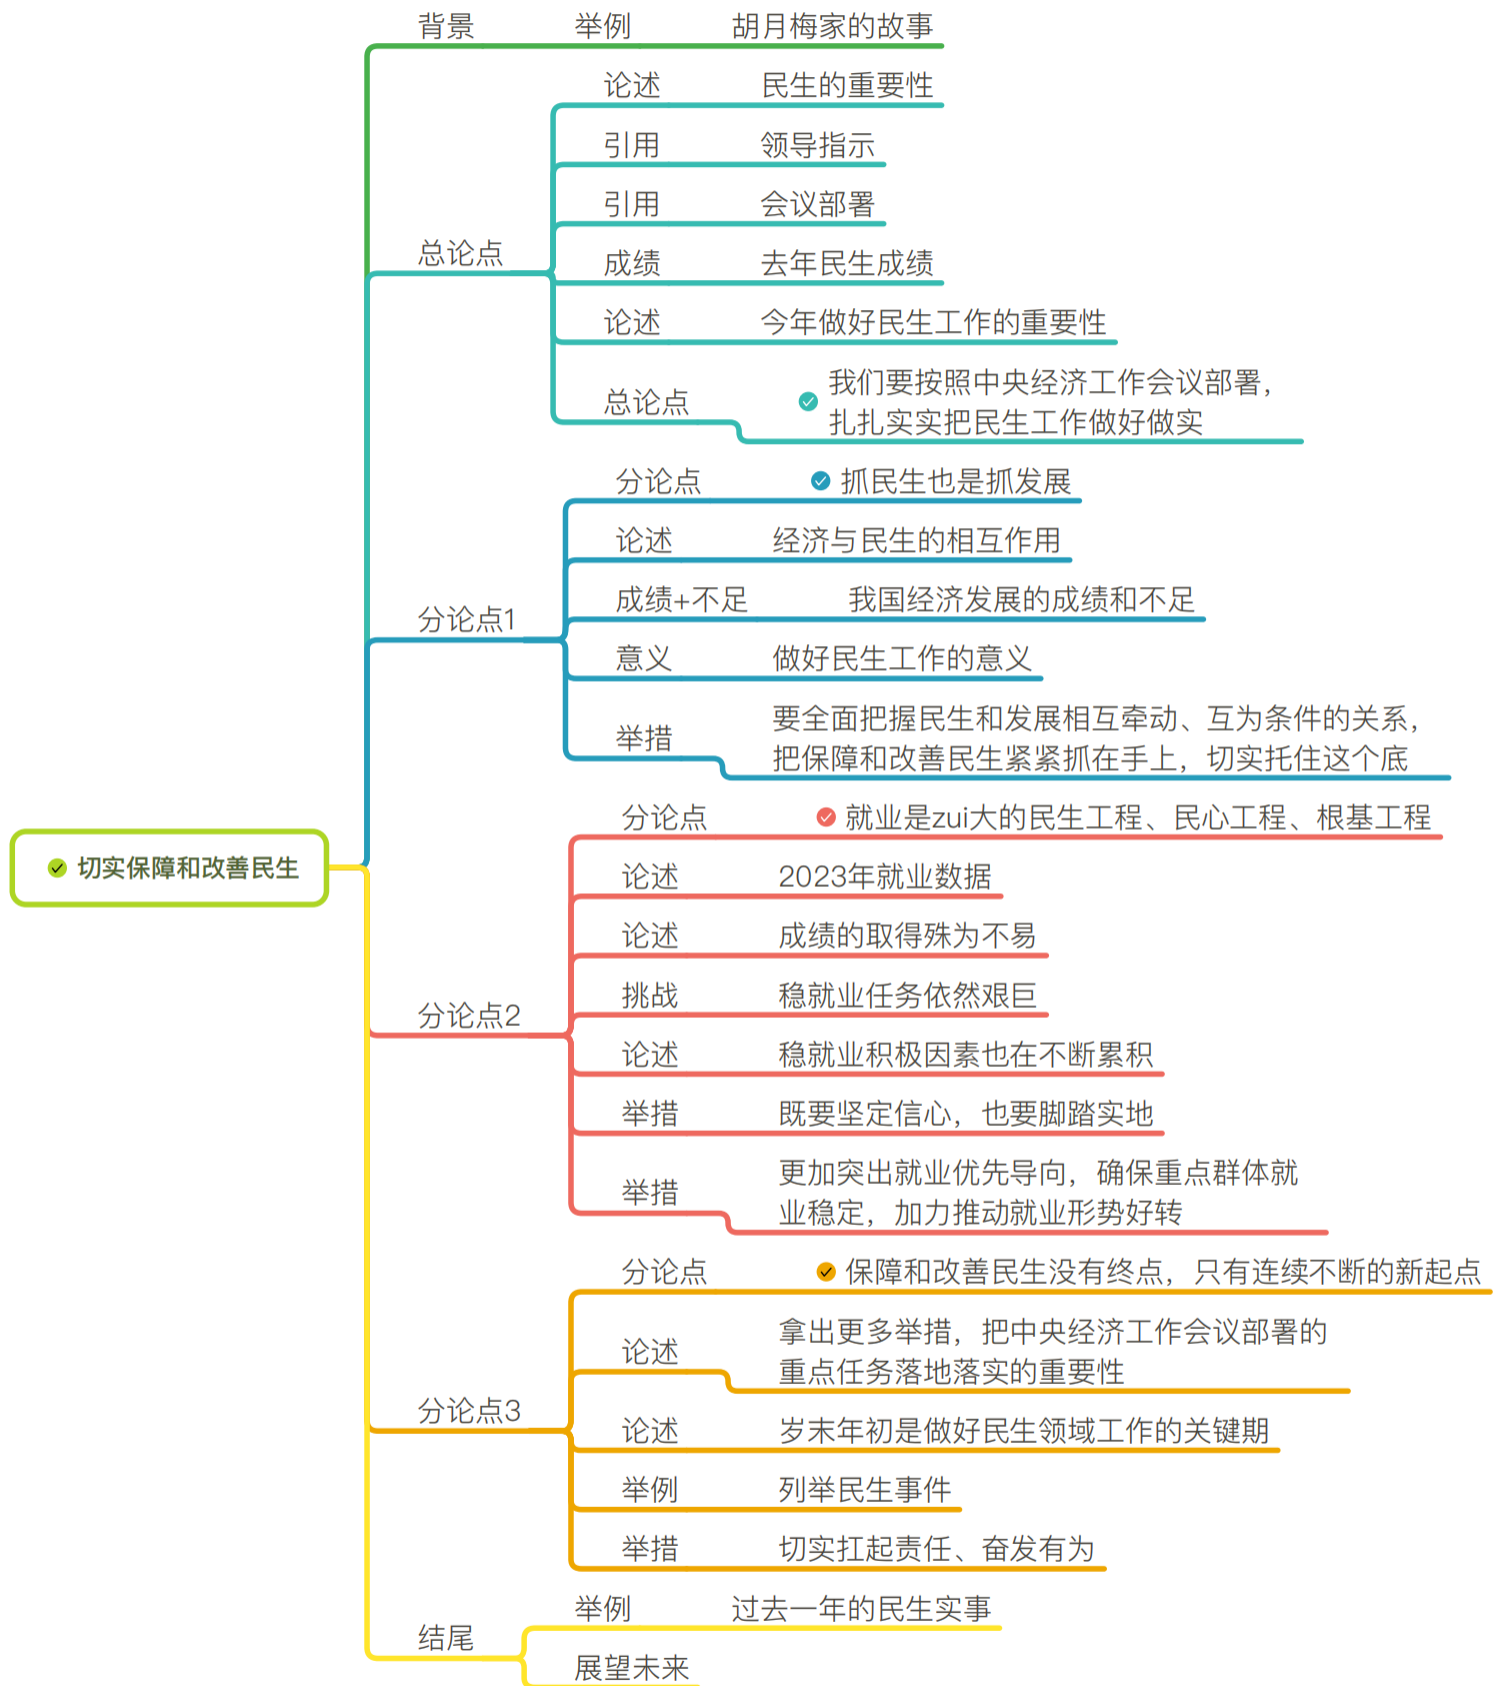 背景 举例 胡月梅家的故事
论述 民生的重要性
引用 领导指示
引用 会议部署
总论点
成绩 去年民生成绩
论述 今年做好民生工作的重要性
总论点 我们要按照中央经济工作会议部署，
扎扎实实把民生工作做好做实
分论点 抓民生也是抓发展
论述 经济与民生的相互作用
成绩+不足 我国经济发展的成绩和不足
分论点1
意义 做好民生工作的意义
举措 要全面把握民生和发展相互牵动、互为条件的关系，
把保障和改善民生紧紧抓在手上，切实托住这个底
分论点 就业是zui大的民生工程、民心工程、根基工程
切实保障和改善民生
论述 2023年就业数据
论述 成绩的取得殊为不易
挑战 稳就业任务依然艰巨
分论点2
论述 稳就业积极因素也在不断累积
举措 既要坚定信心，也要脚踏实地
举措 更加突出就业优先导向，确保重点群体就
业稳定，加力推动就业形势好转
分论点 保障和改善民生没有终点，只有连续不断的新起点
论述 拿出更多举措，把中央经济工作会议部署的
重点任务落地落实的重要性
分论点3
论述 岁末年初是做好民生领域工作的关键期
举例 列举民生事件
举措 切实扛起责任、奋发有为
举例 过去一年的民生实事
结尾
展望未来